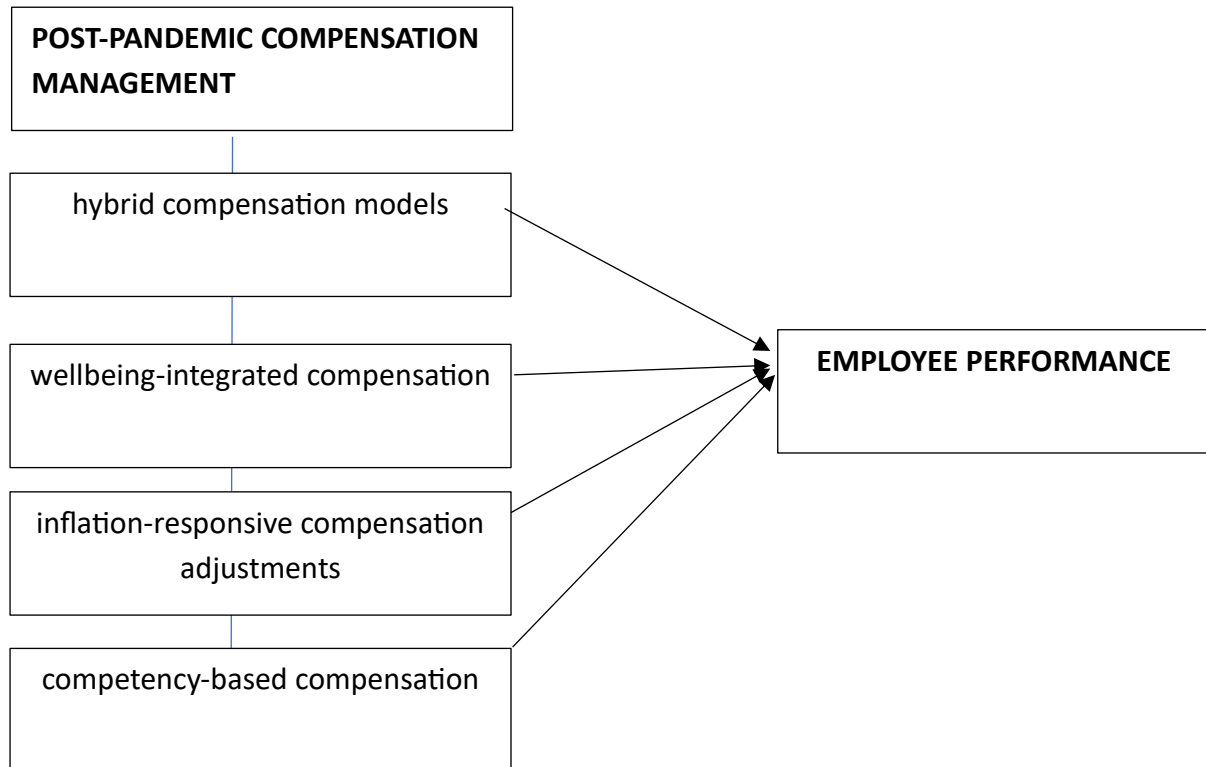 POST-PANDEMIC COMPENSATION
MANAGEMENT
hybrid compensation models
wellbeing-integrated compensation
inflation-responsive compensation
adjustments
competency-based compensation
EMPLOYEE PERFORMANCE